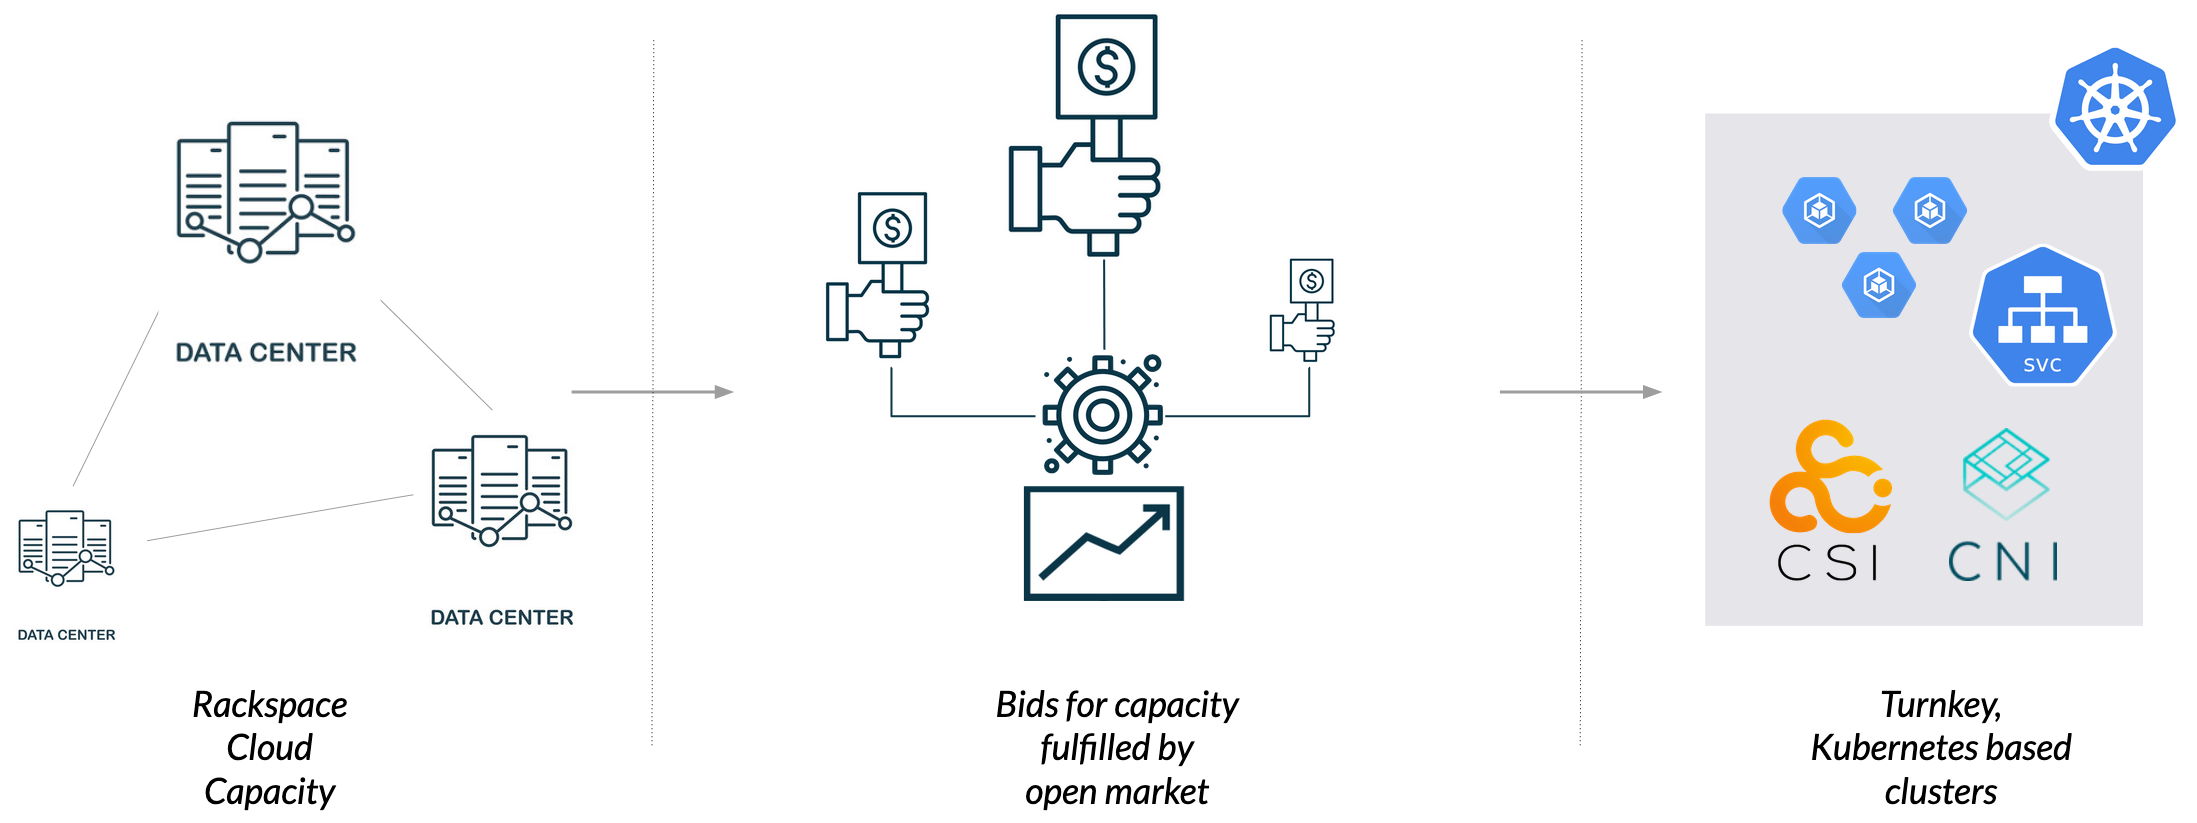 DATA CENTER
DATA CENTER
DATA CENTER
Rackspace
Cloud
Capacity
$
$
$
Bids for capacity
fulfilled by
open market
svc
CSI
CNI
Turnkey,
Kubernetes based
clusters